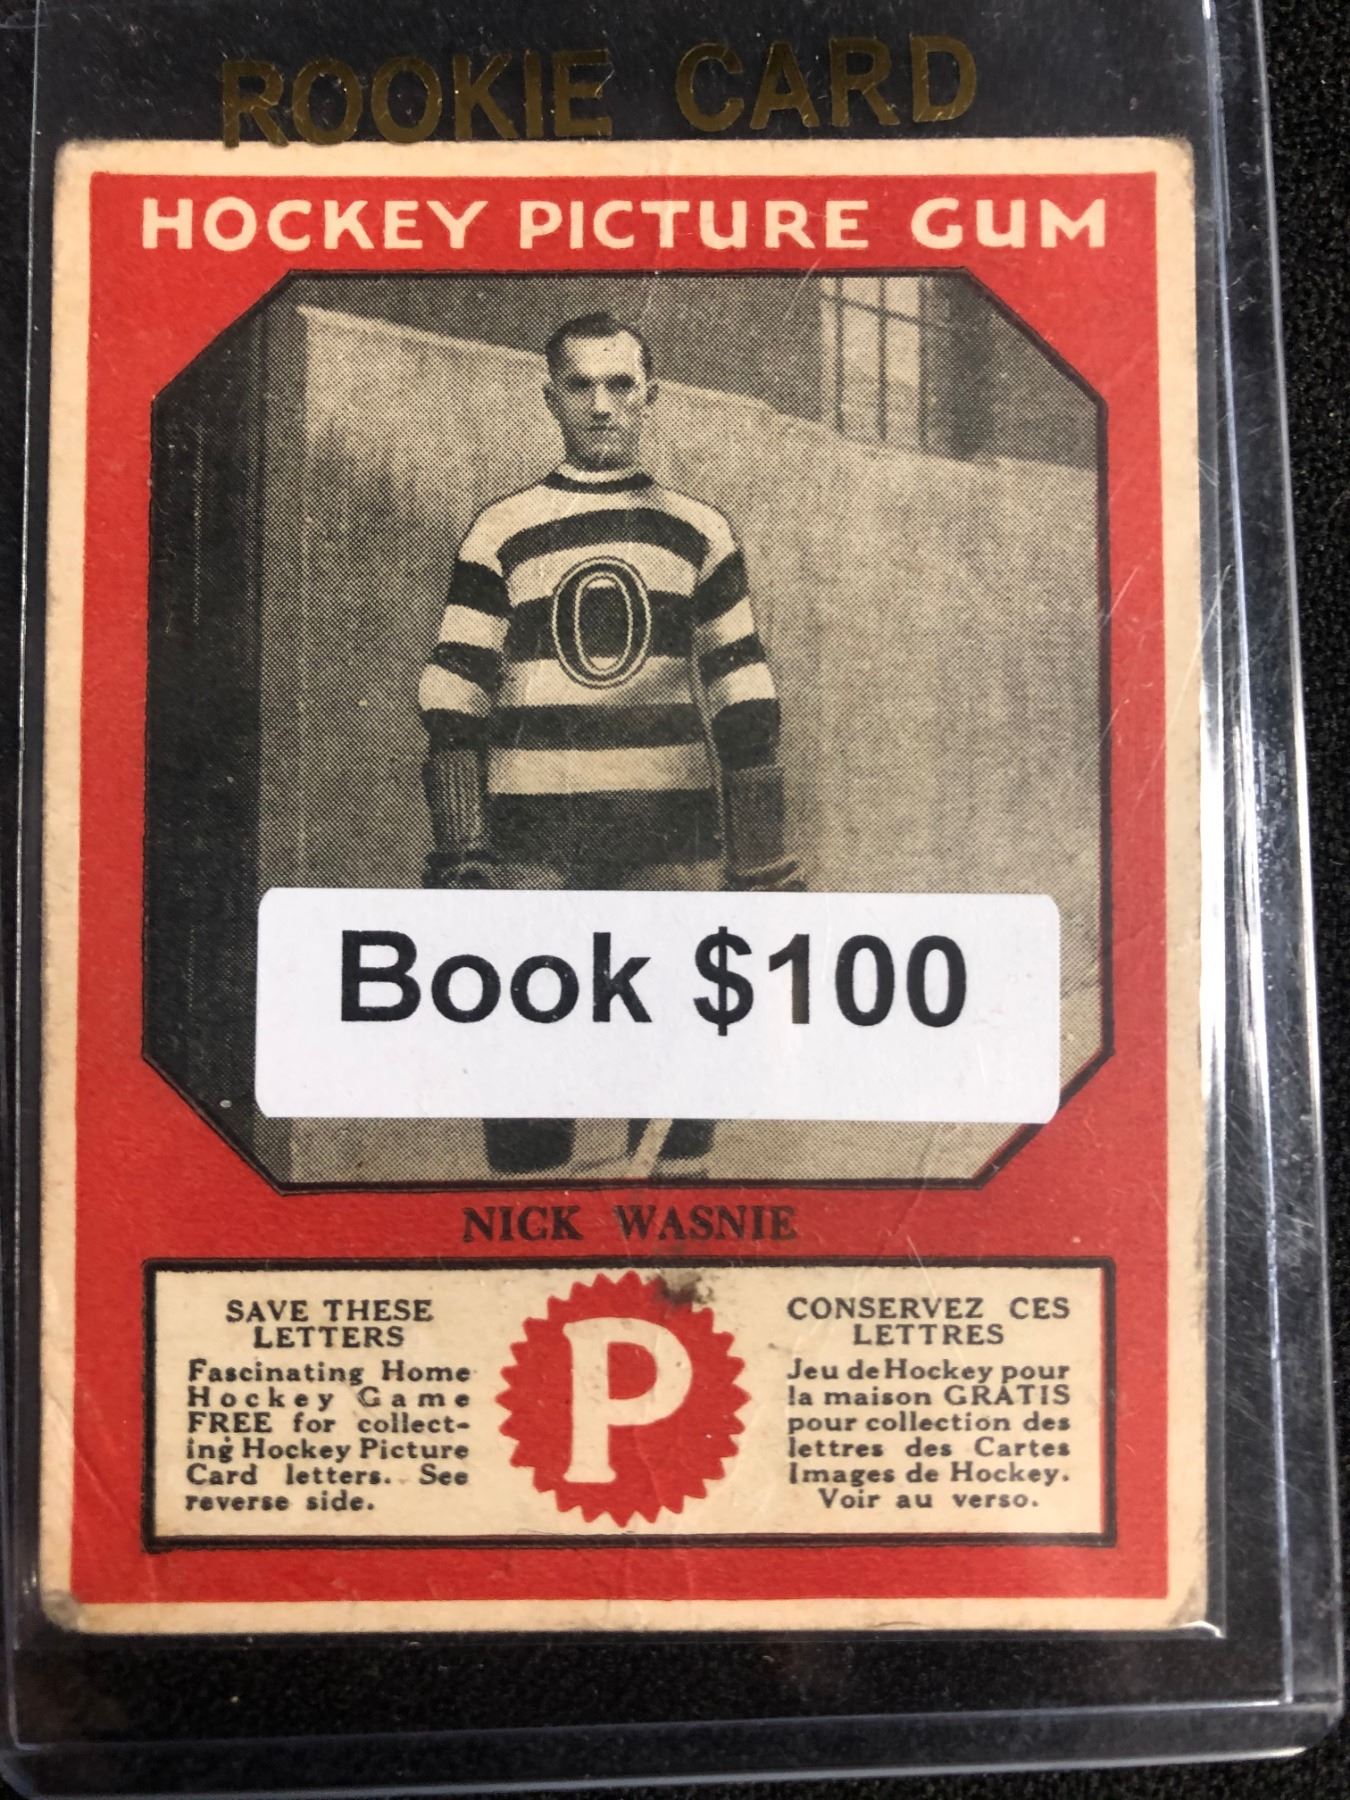 ROOKIE CARD
HOCKEY PICTURE GUM
O
Book $100
NICK WASNIE
SAVE THESE
LETTERS
Fascinating Home
Hockey Game
FREE for collect-
ing Hockey Picture
Card letters. See
reverse side.
P
CONSERVEZ CES
LETTRES
Jeu de Hockey pour
la maison GRATIS
pour collection des
lettres des Cartes
Images de Hockey.
Voir au verso.